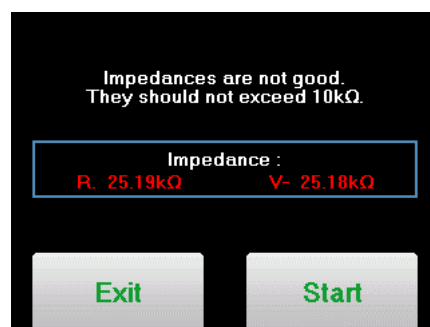 Impedances are not good.
They should not exceed 10kΩ.
Impedance :
R. 25.19kΩ V- 25.18kΩ
Exit Start